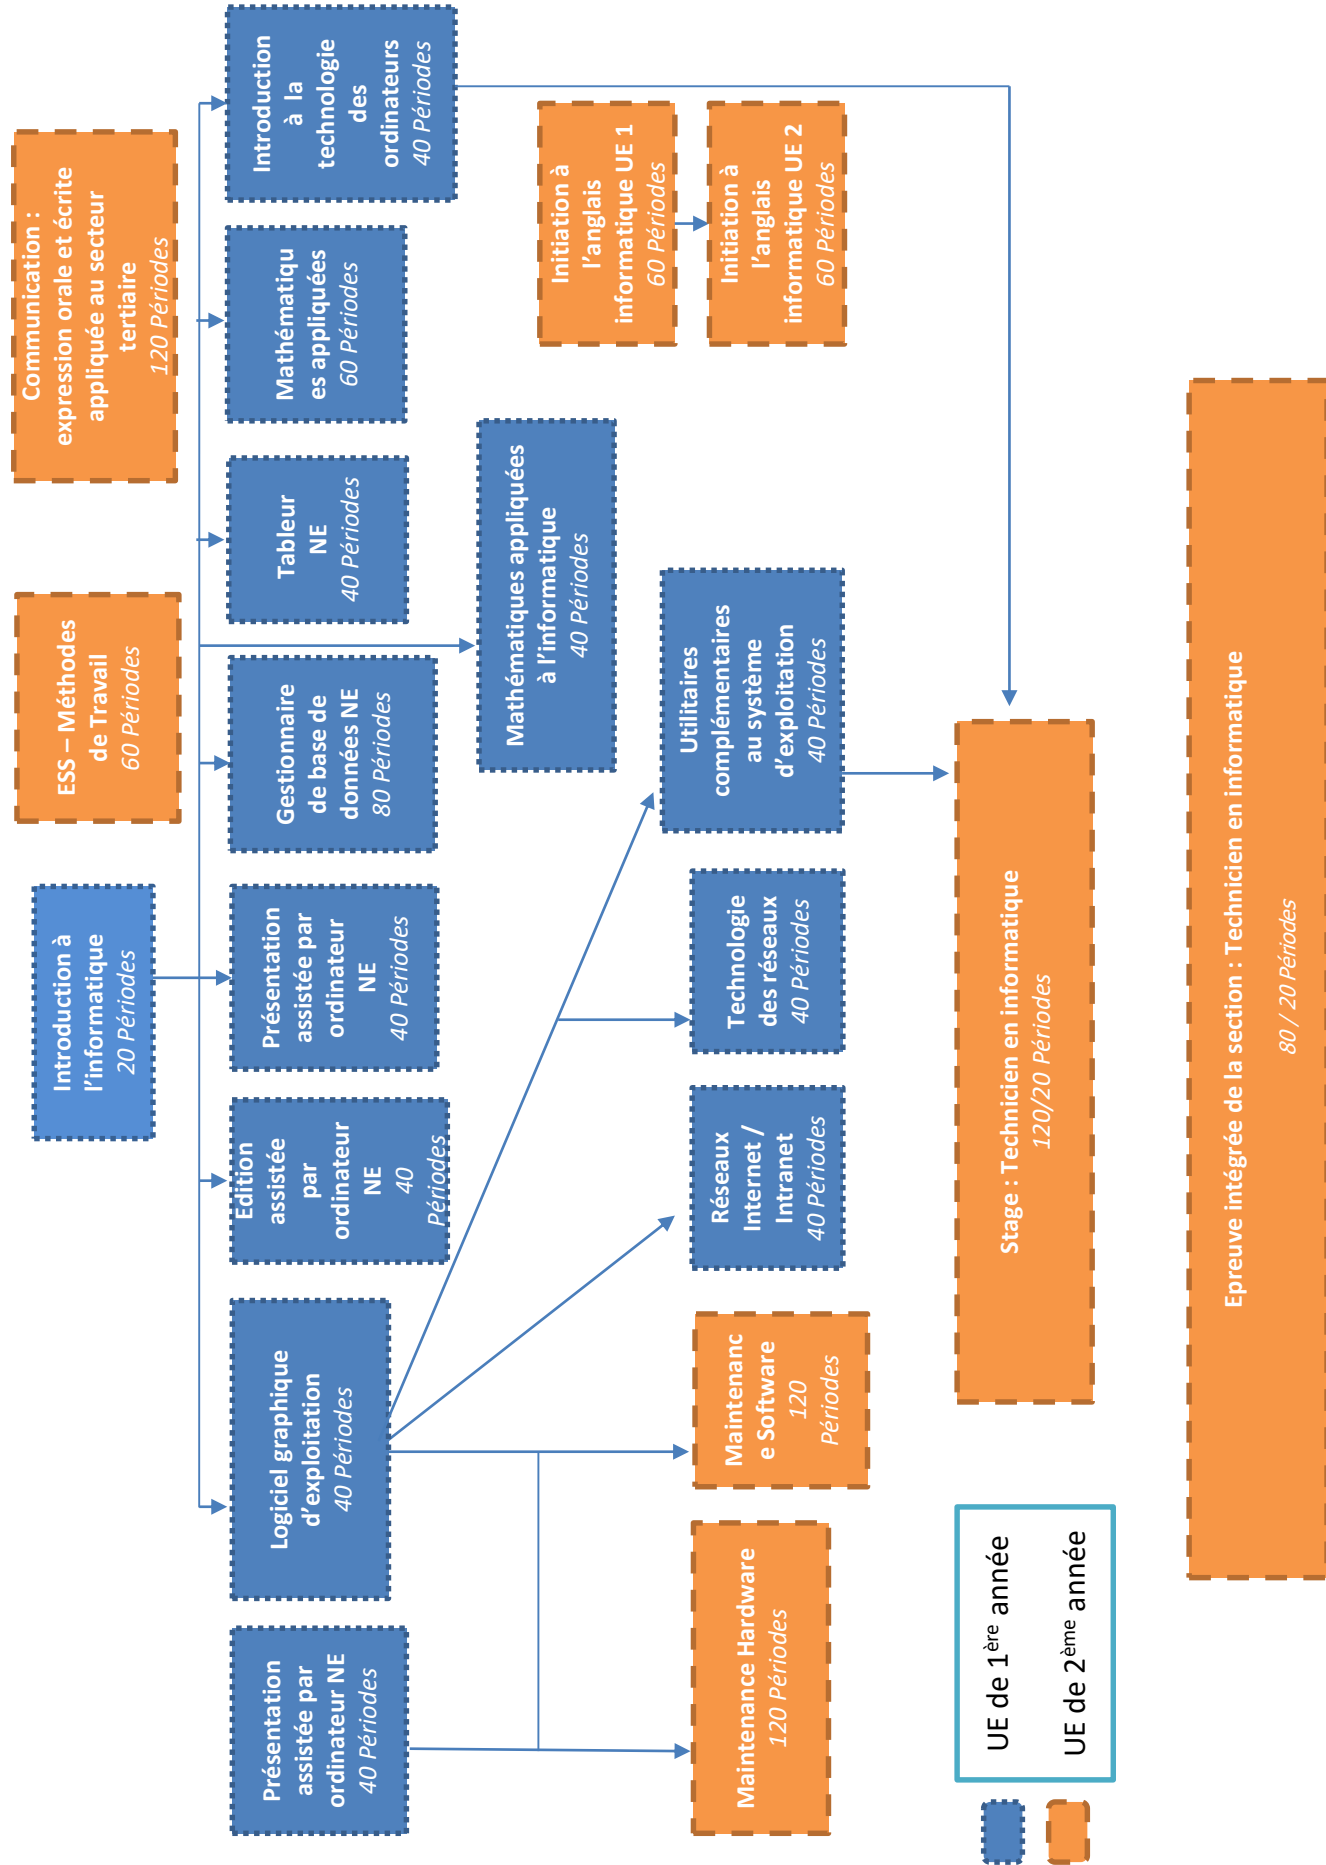 Introduction à
l'informatique
20 Périodes
ESS – Méthodes
de Travail
60 Périodes
Communication :
expression orale et écrite
appliquée au secteur
tertiaire
120 Périodes
Présentation
assistée par
ordinateur NE
40 Périodes
Logiciel graphique
d'exploitation
40 Périodes
Edition
assistée
par
ordinateur
NE 40
Périodes
Présentation
assistée par
ordinateur
NE
40 Périodes
Gestionnaire
de base de
données NE
80 Périodes
Tableur
NE
40 Périodes
Mathématiqu
es appliquées
60 Périodes
Introduction
à la
technologie
des
ordinateurs
40 Périodes
Mathématiques appliquées
à l'informatique
40 Périodes
Initiation à
l'anglais
informatique UE 1
60 Périodes
Initiation à
l'anglais
informatique UE 2
60 Périodes
Maintenance Hardware
120 Périodes
Maintenanc
e Software
120
Périodes
Réseaux
Internet /
Intranet
40 Périodes
Technologie
des réseaux
40 Périodes
Utilitaires
complémentaires
au système
d'exploitation
40 Périodes
Stage : Technicien en informatique
120/20 Périodes
UE de 1ère année
UE de 2ème année
Epreuve intégrée de la section : Technicien en informatique
80 / 20 Périodes